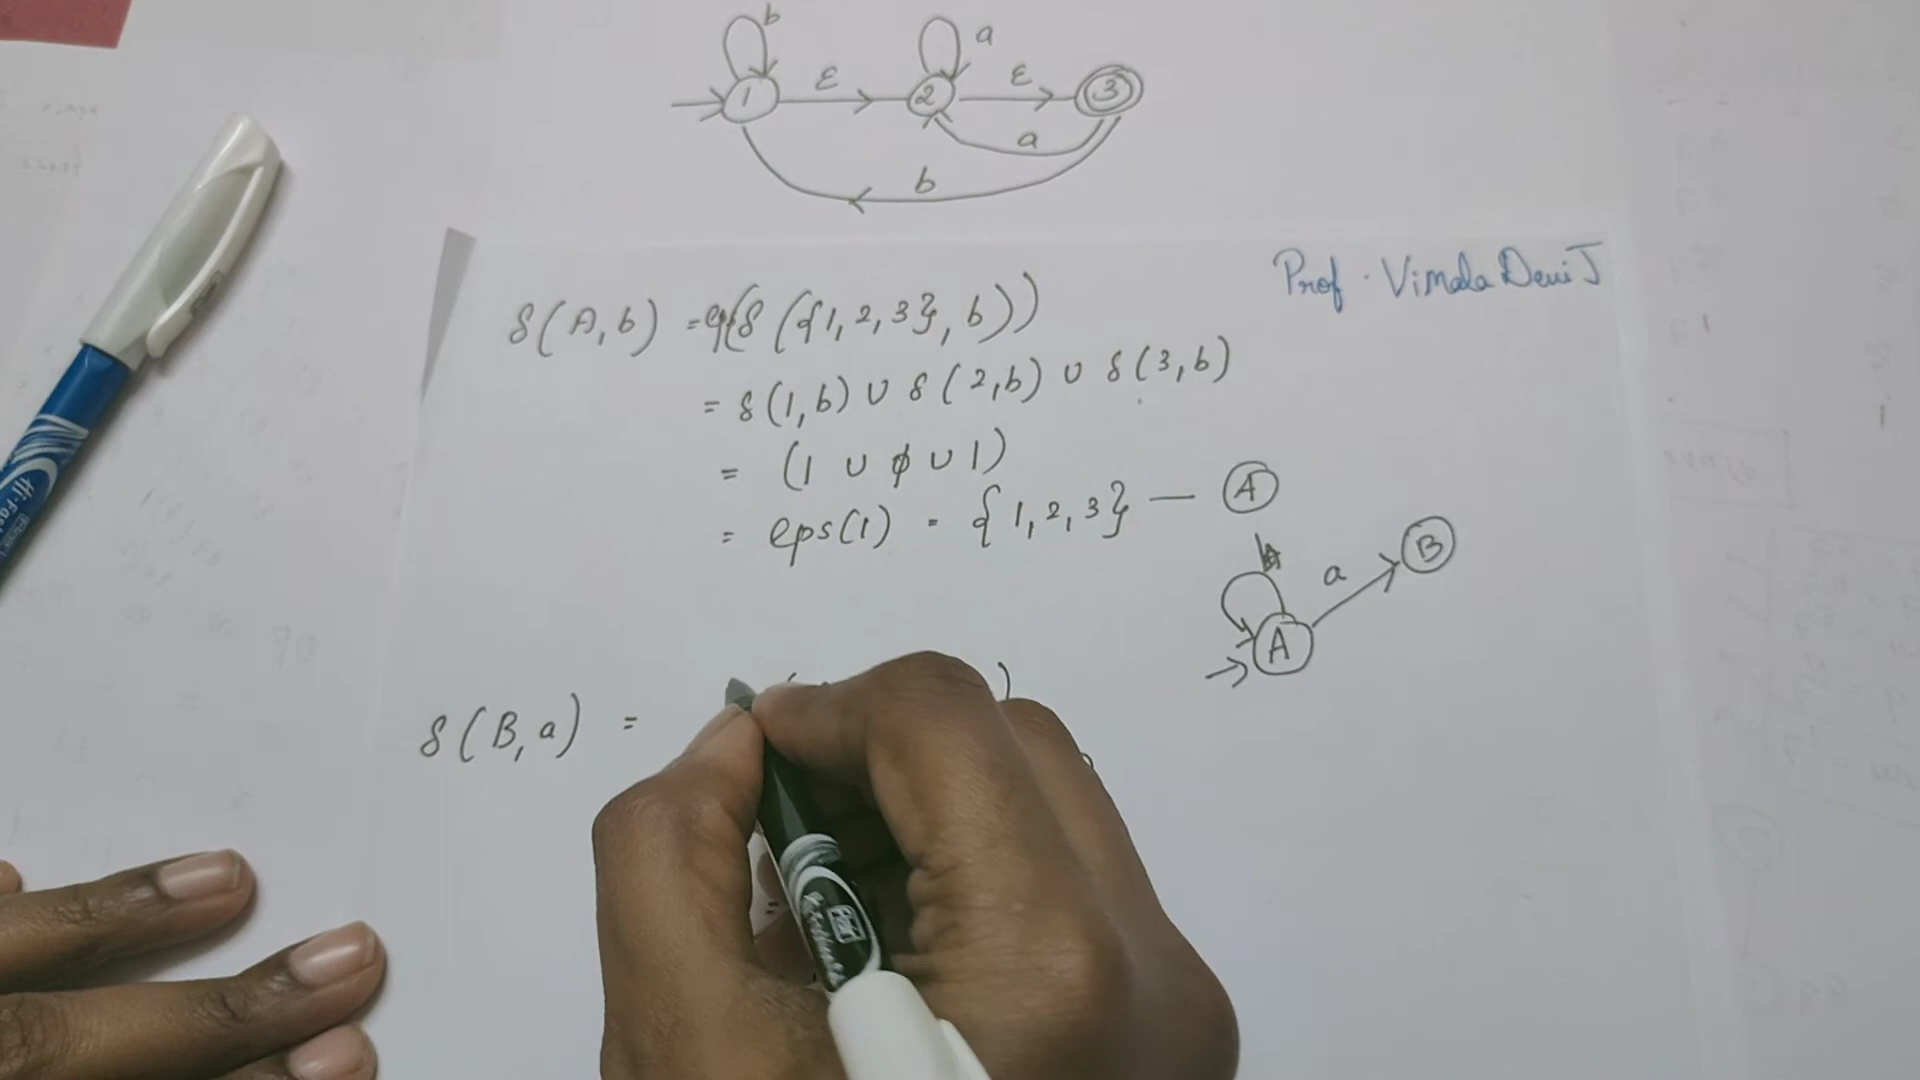 b a
1 ε 2 ε 3
a
b
Prof. Vimala Devi J
δ(A,b) = eps(δ({1,2,3},b))
= δ(1,b) ∪ δ(2,b) ∪ δ(3,b)
= (1 ∪ ϕ ∪ 1)
= eps(1) = {1,2,3} — A
b a B
A
δ(B,a) =